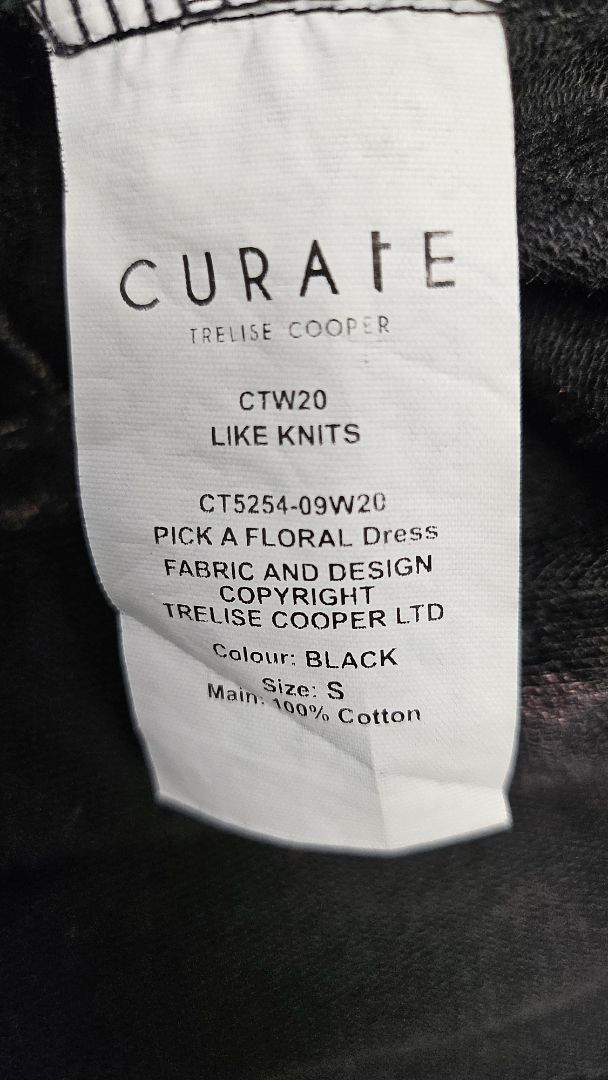 CURATE
TRELISE COOPER
CTW20
LIKE KNITS
CT5254-09W20
PICK A FLORAL Dress
FABRIC AND DESIGN
COPYRIGHT
TRELISE COOPER LTD
Colour: BLACK
Size: S
Main: 100% Cotton